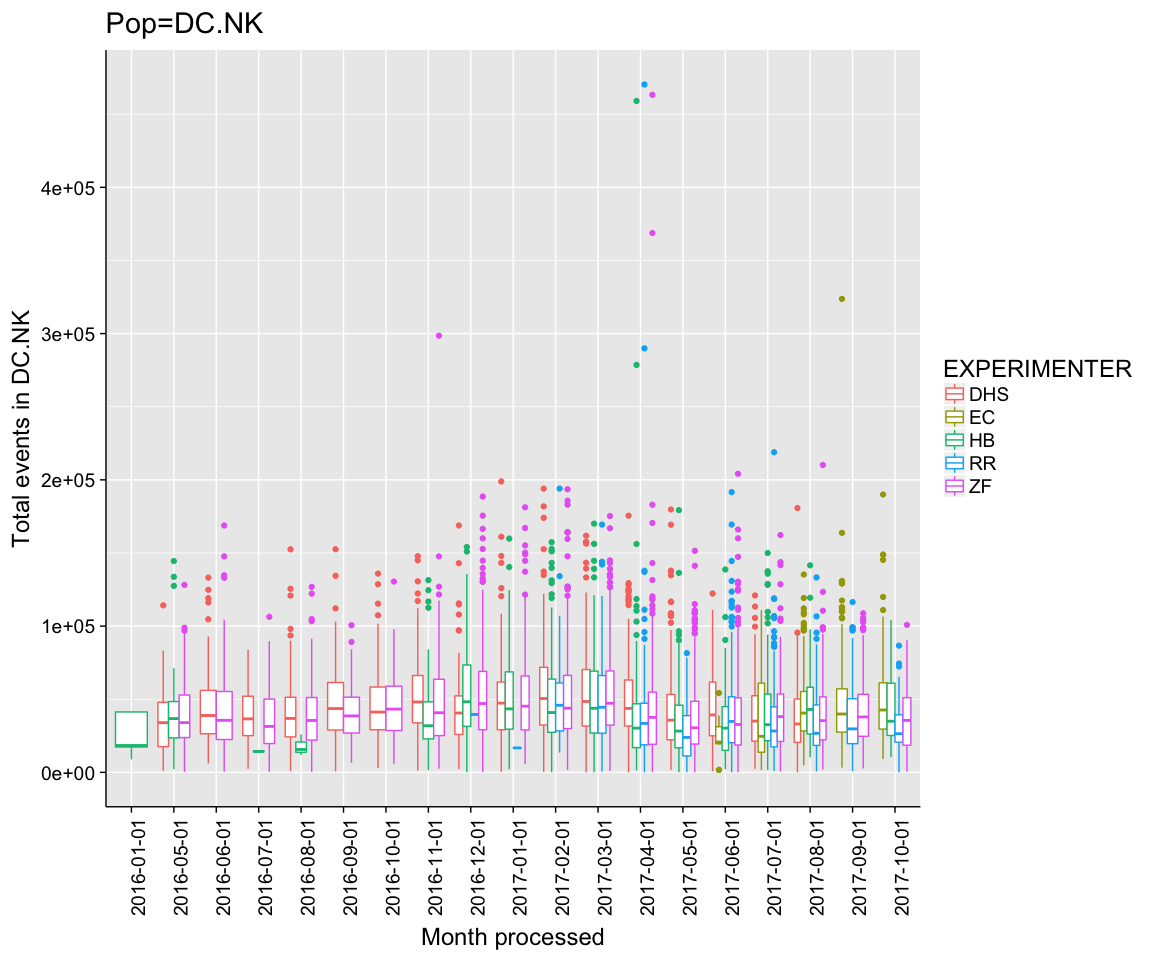 Pop=DC.NK
Total events in DC.NK
4e+05
3e+05
2e+05
1e+05
0e+00
2016-01-01
2016-05-01
2016-06-01
2016-07-01
2016-08-01
2016-09-01
2016-10-01
2016-11-01
2016-12-01
2017-01-01
2017-02-01
2017-03-01
2017-04-01
2017-05-01
2017-06-01
2017-07-01
2017-08-01
2017-09-01
2017-10-01
Month processed
EXPERIMENTER
DHS
EC
HB
RR
ZF